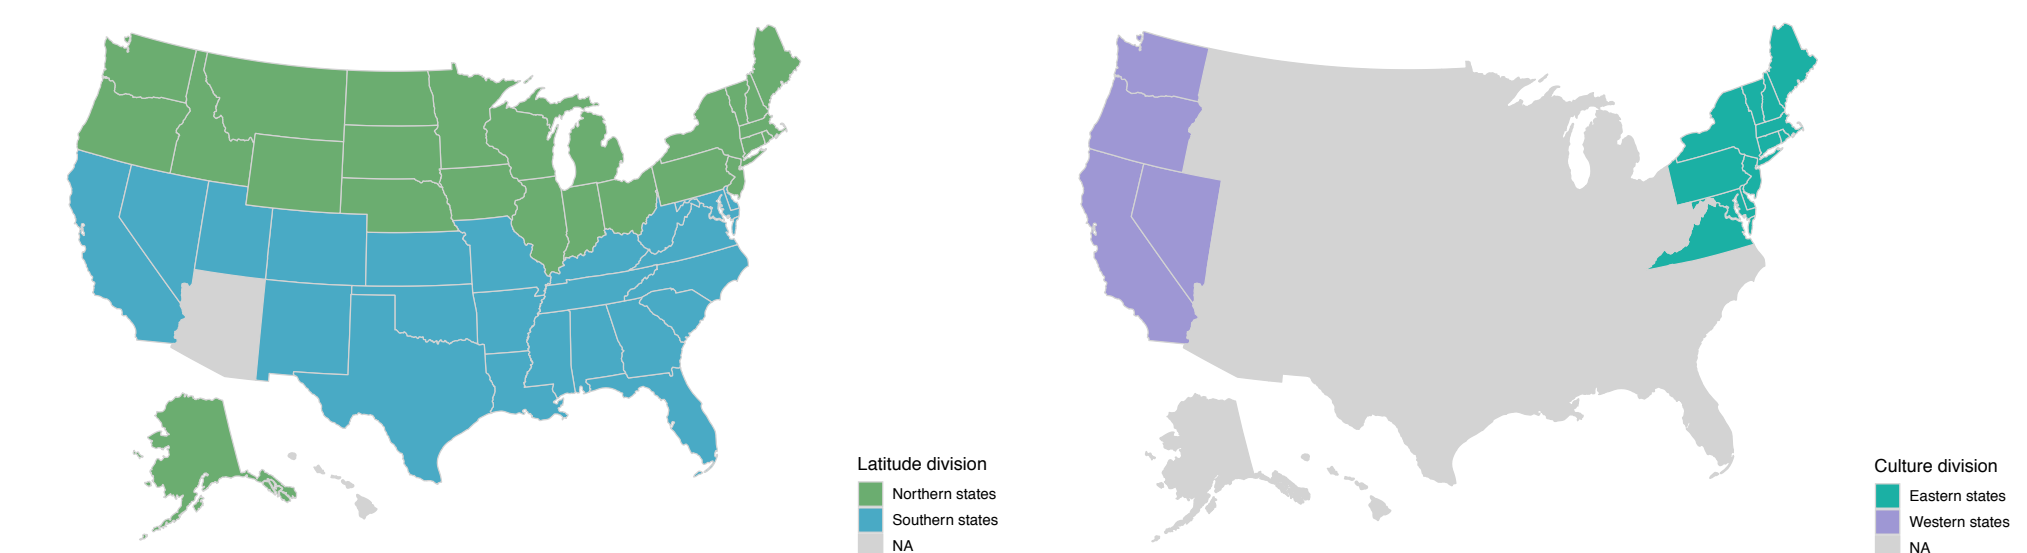 Latitude division
Northern states
Southern states
NA
Culture division
Eastern states
Western states
NA